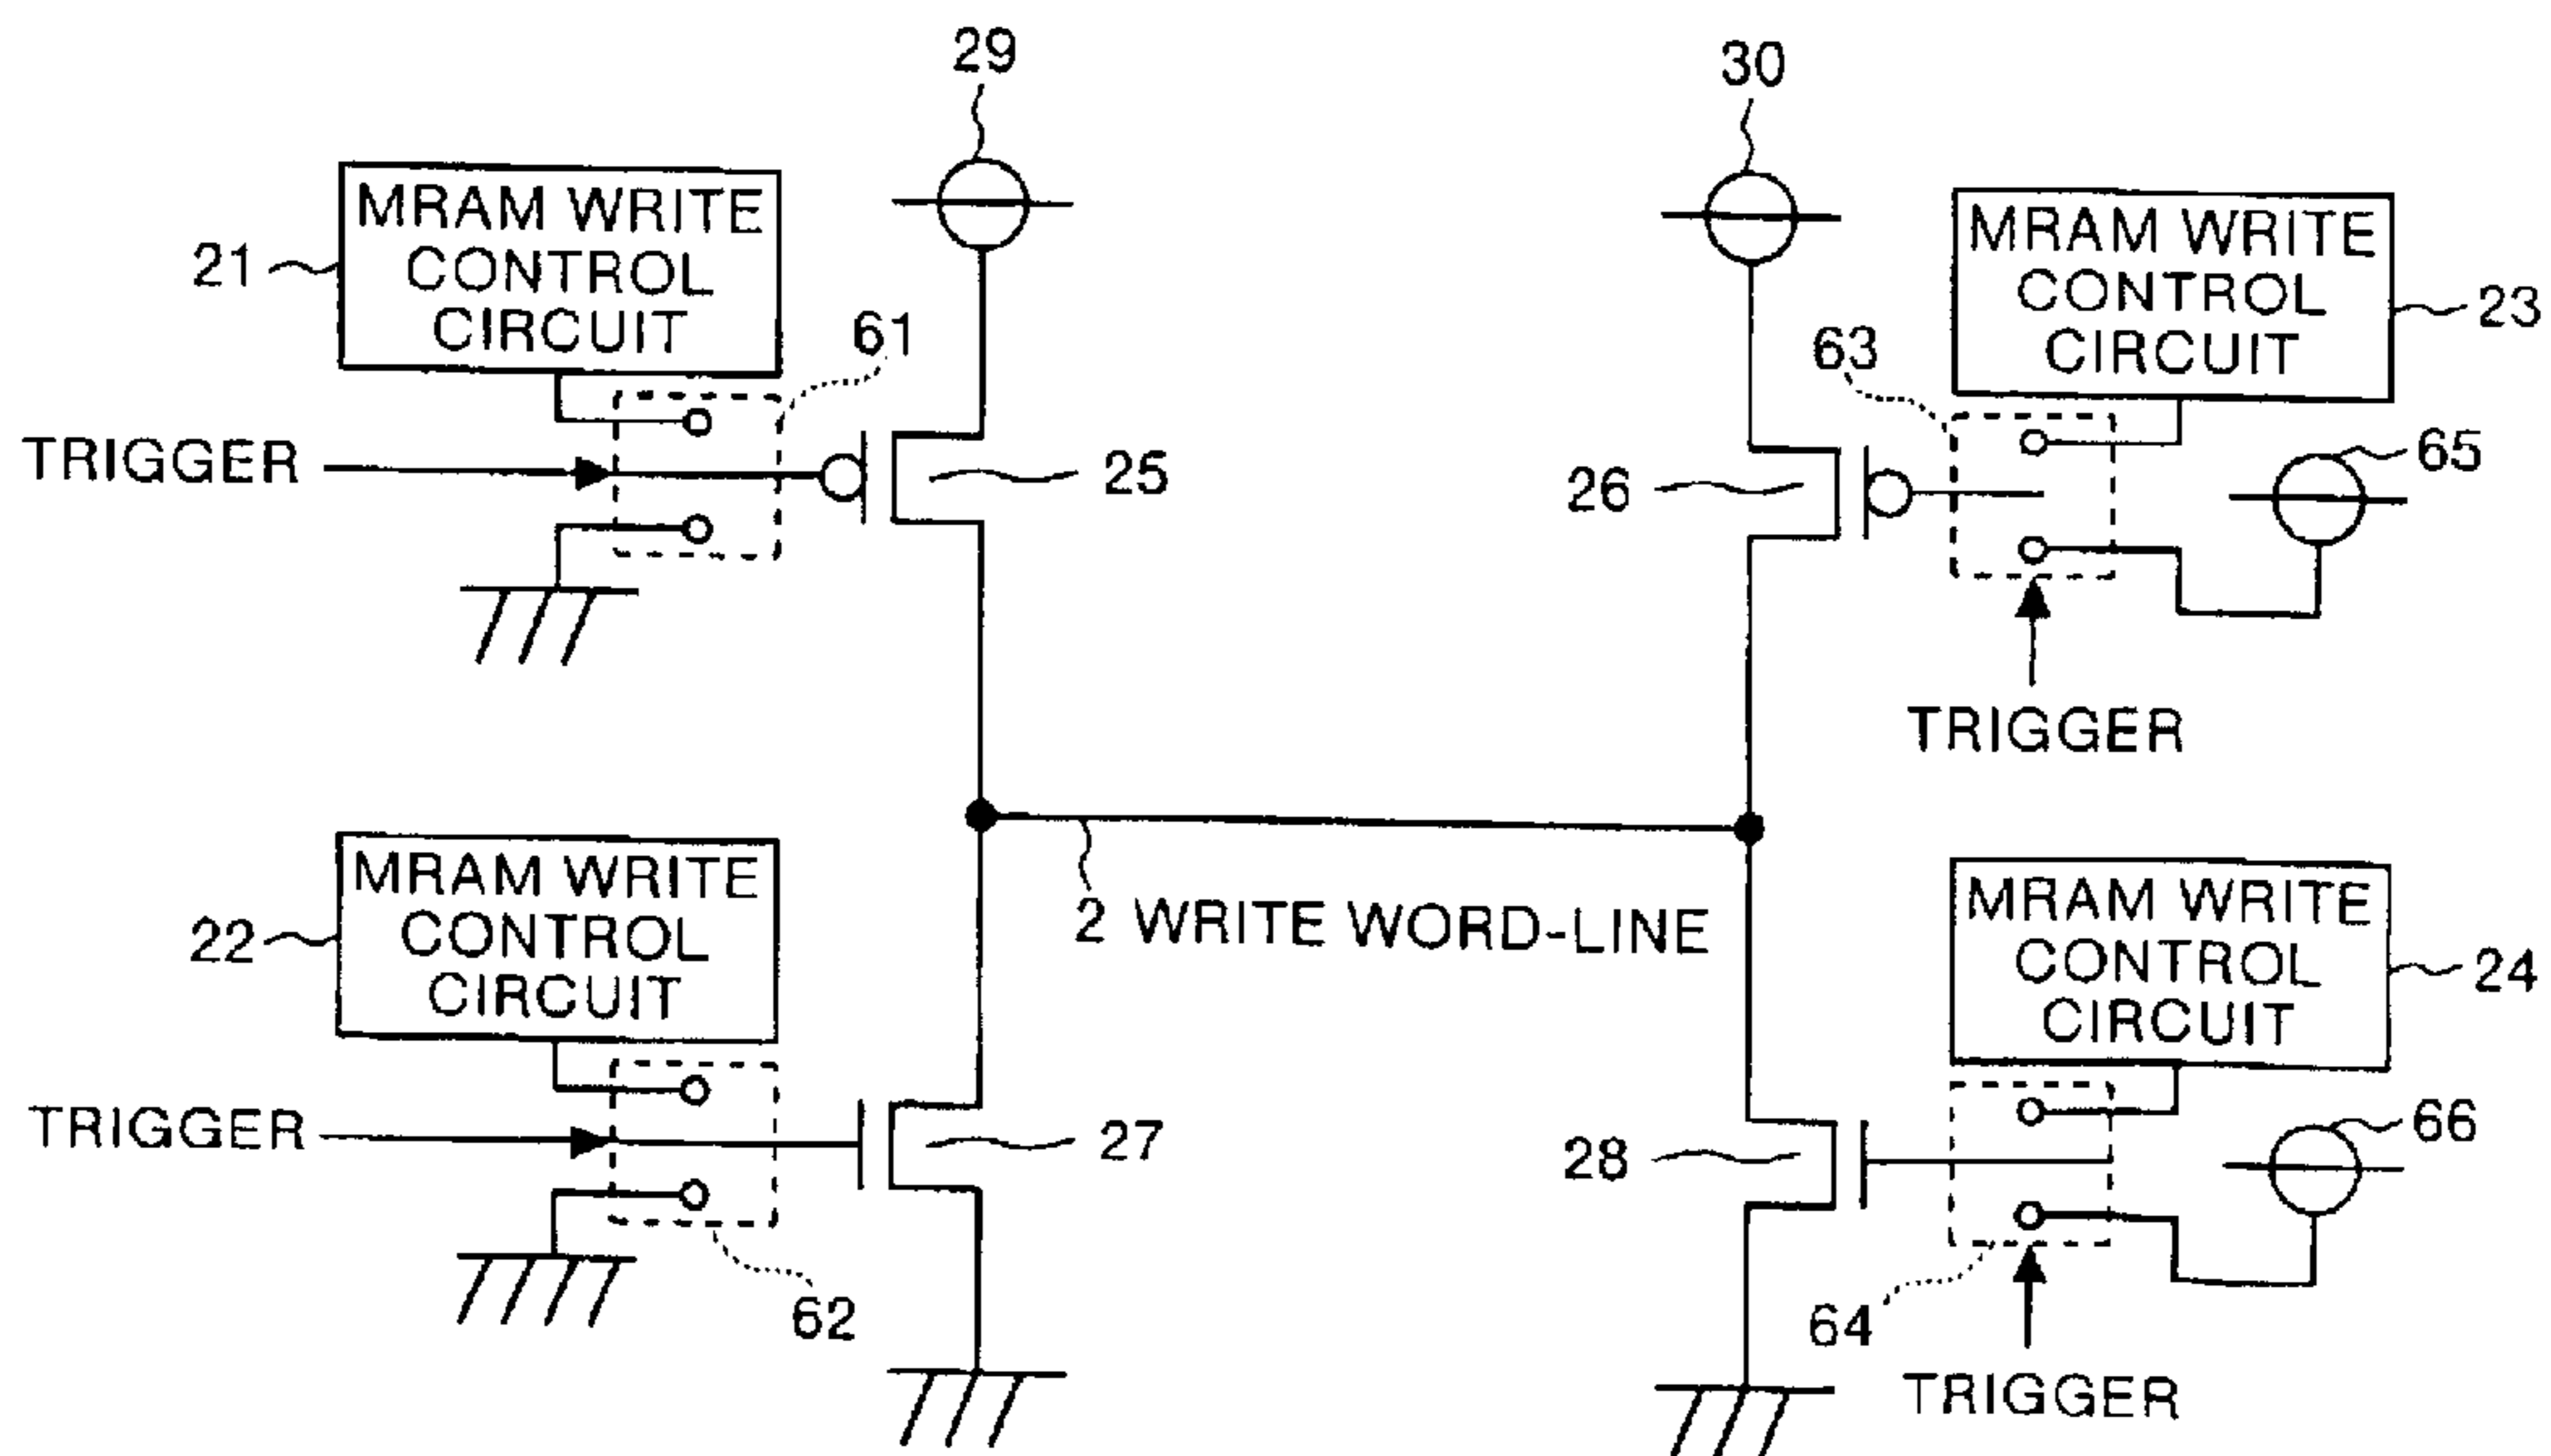 29
30
MRAM WRITE
CONTROL
CIRCUIT
21
61
TRIGGER
25
MRAM WRITE
CONTROL
CIRCUIT
23
63
65
26
TRIGGER
2 WRITE WORD-LINE
MRAM WRITE
CONTROL
CIRCUIT
22
TRIGGER
27
62
MRAM WRITE
CONTROL
CIRCUIT
24
66
28
64
TRIGGER